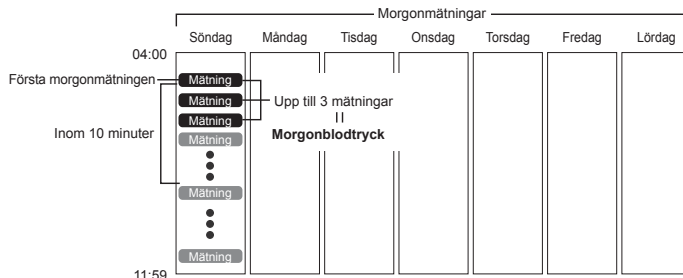 Morgonmätningar
Söndag Måndag Tisdag Onsdag Torsdag Fredag Lördag
04:00
Första morgonmätningen Mätning
Mätning Upp till 3 mätningar
Mätning
Inom 10 minuter Mätning Morgonblodtryck
Mätning
Mätning
11:59